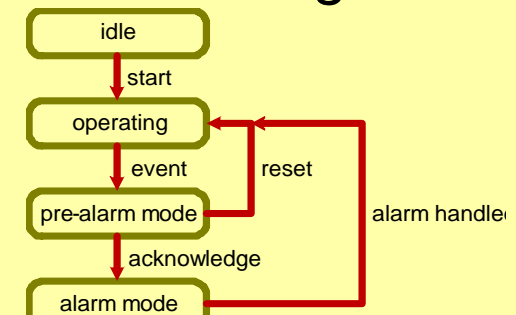 idle
start
operating
event
reset
pre-alarm mode
alarm handled
acknowledge
alarm mode